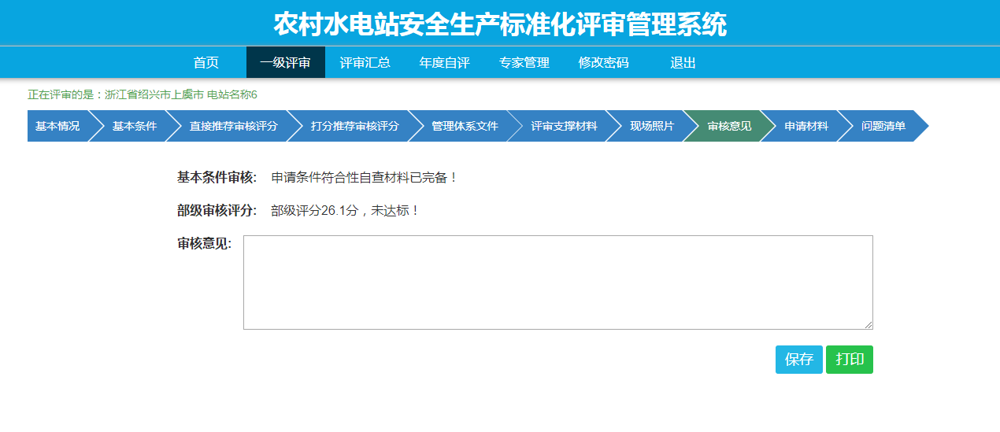 农村水电站安全生产标准化评审管理系统
首页 一级评审 评审汇总 年度自评 专家管理 修改密码 退出
正在评审的是：浙江省绍兴市上虞市 电站名称6
基本情况 基本条件 直接推荐审核评分 打分推荐审核评分 管理体系文件 评审支撑材料 现场照片 审核意见 申请材料 问题清单
基本条件审核: 申请条件符合性自查材料已完备！
部级审核评分: 部级评分26.1分，未达标！
审核意见:
保存 打印